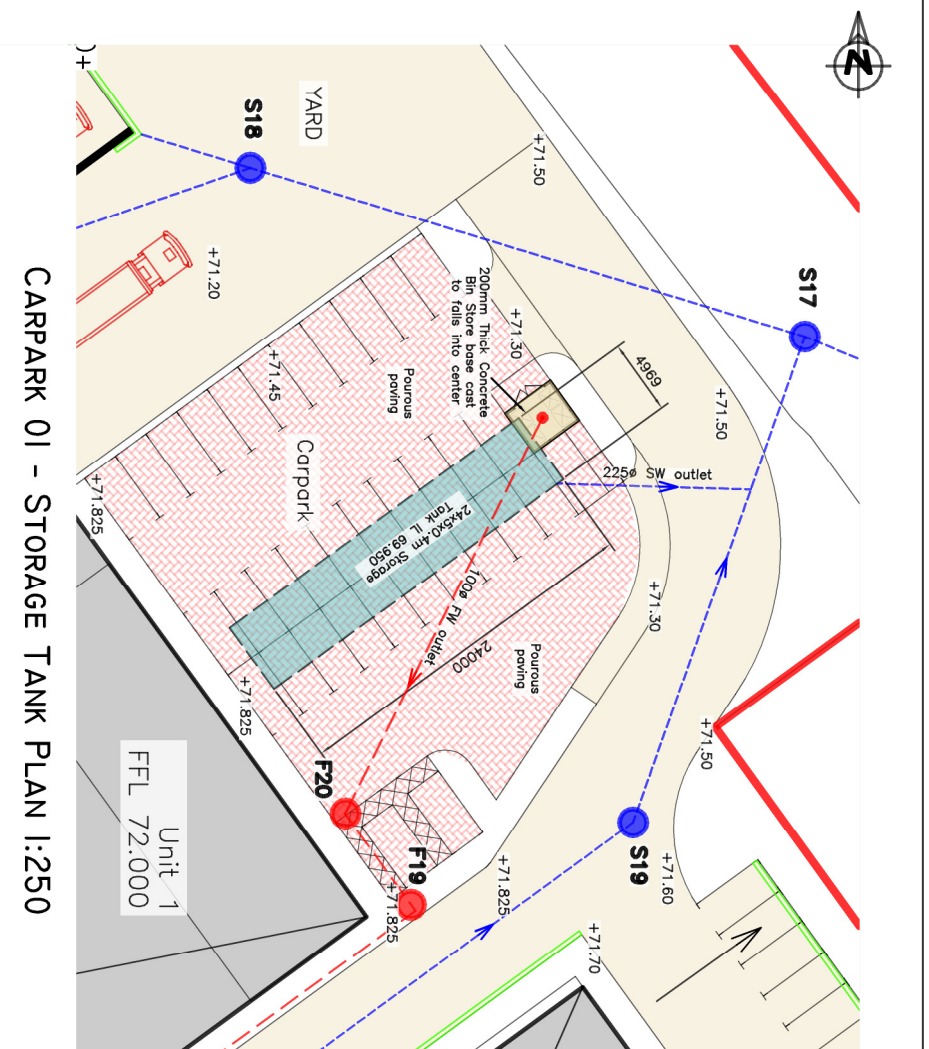 N
YARD
S18
+71.50
S17
+71.20
200mm Thick Concrete
Bin Store base cast
to falls into center
+71.30
4969
+71.45
Pourous
paving
+71.50
225ø SW outlet
Carpark
+71.825
24x5x0.4m Storage
Tank IL 69.950
100ø FW outlet
+71.30
24000
Pourous
paving
+71.825
+71.50
F20
Unit 1
FFL 72.000
F19
+71.825
+71.825
S19
+71.60
+71.70
CARPARK 01 - STORAGE TANK PLAN 1:250